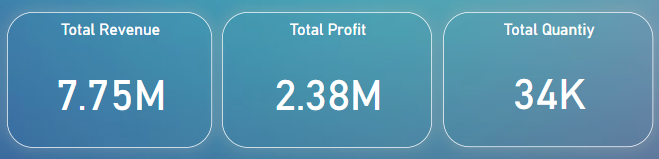 Total Revenue
7.75M
Total Profit
2.38M
Total Quantiy
34K